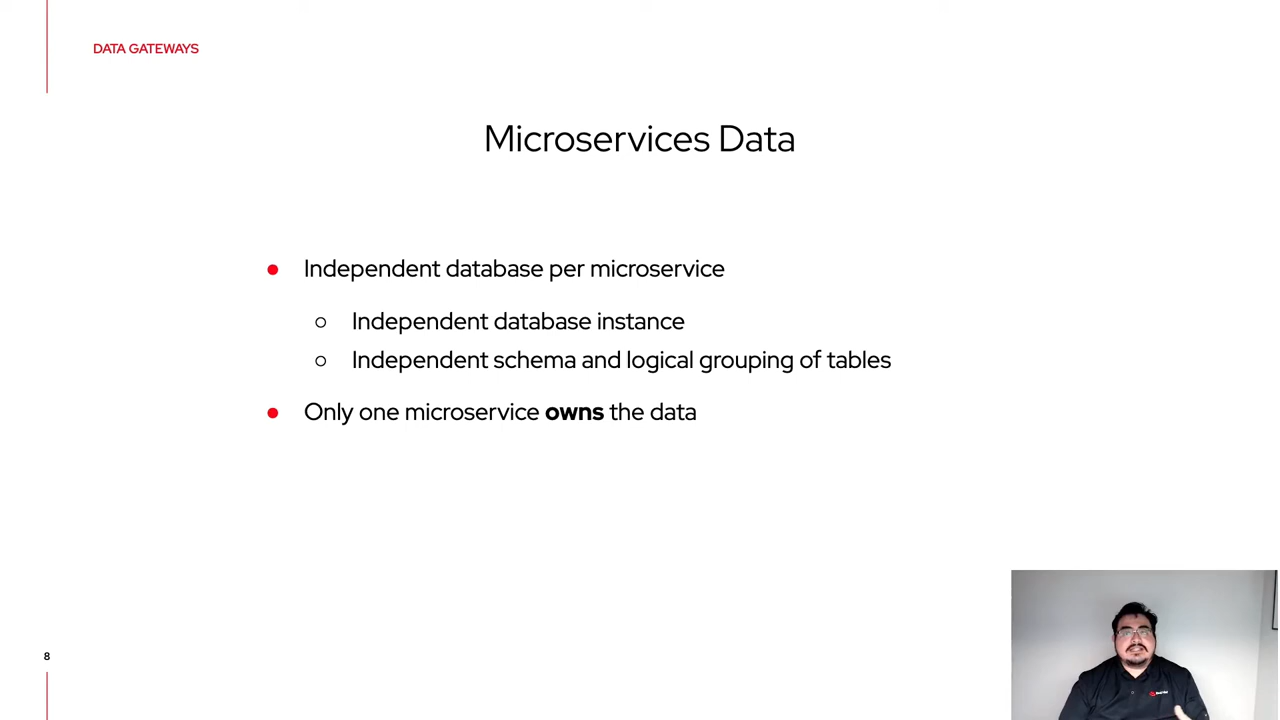 DATA GATEWAYS
Microservices Data
● Independent database per microservice
○ Independent database instance
○ Independent schema and logical grouping of tables
● Only one microservice owns the data
8